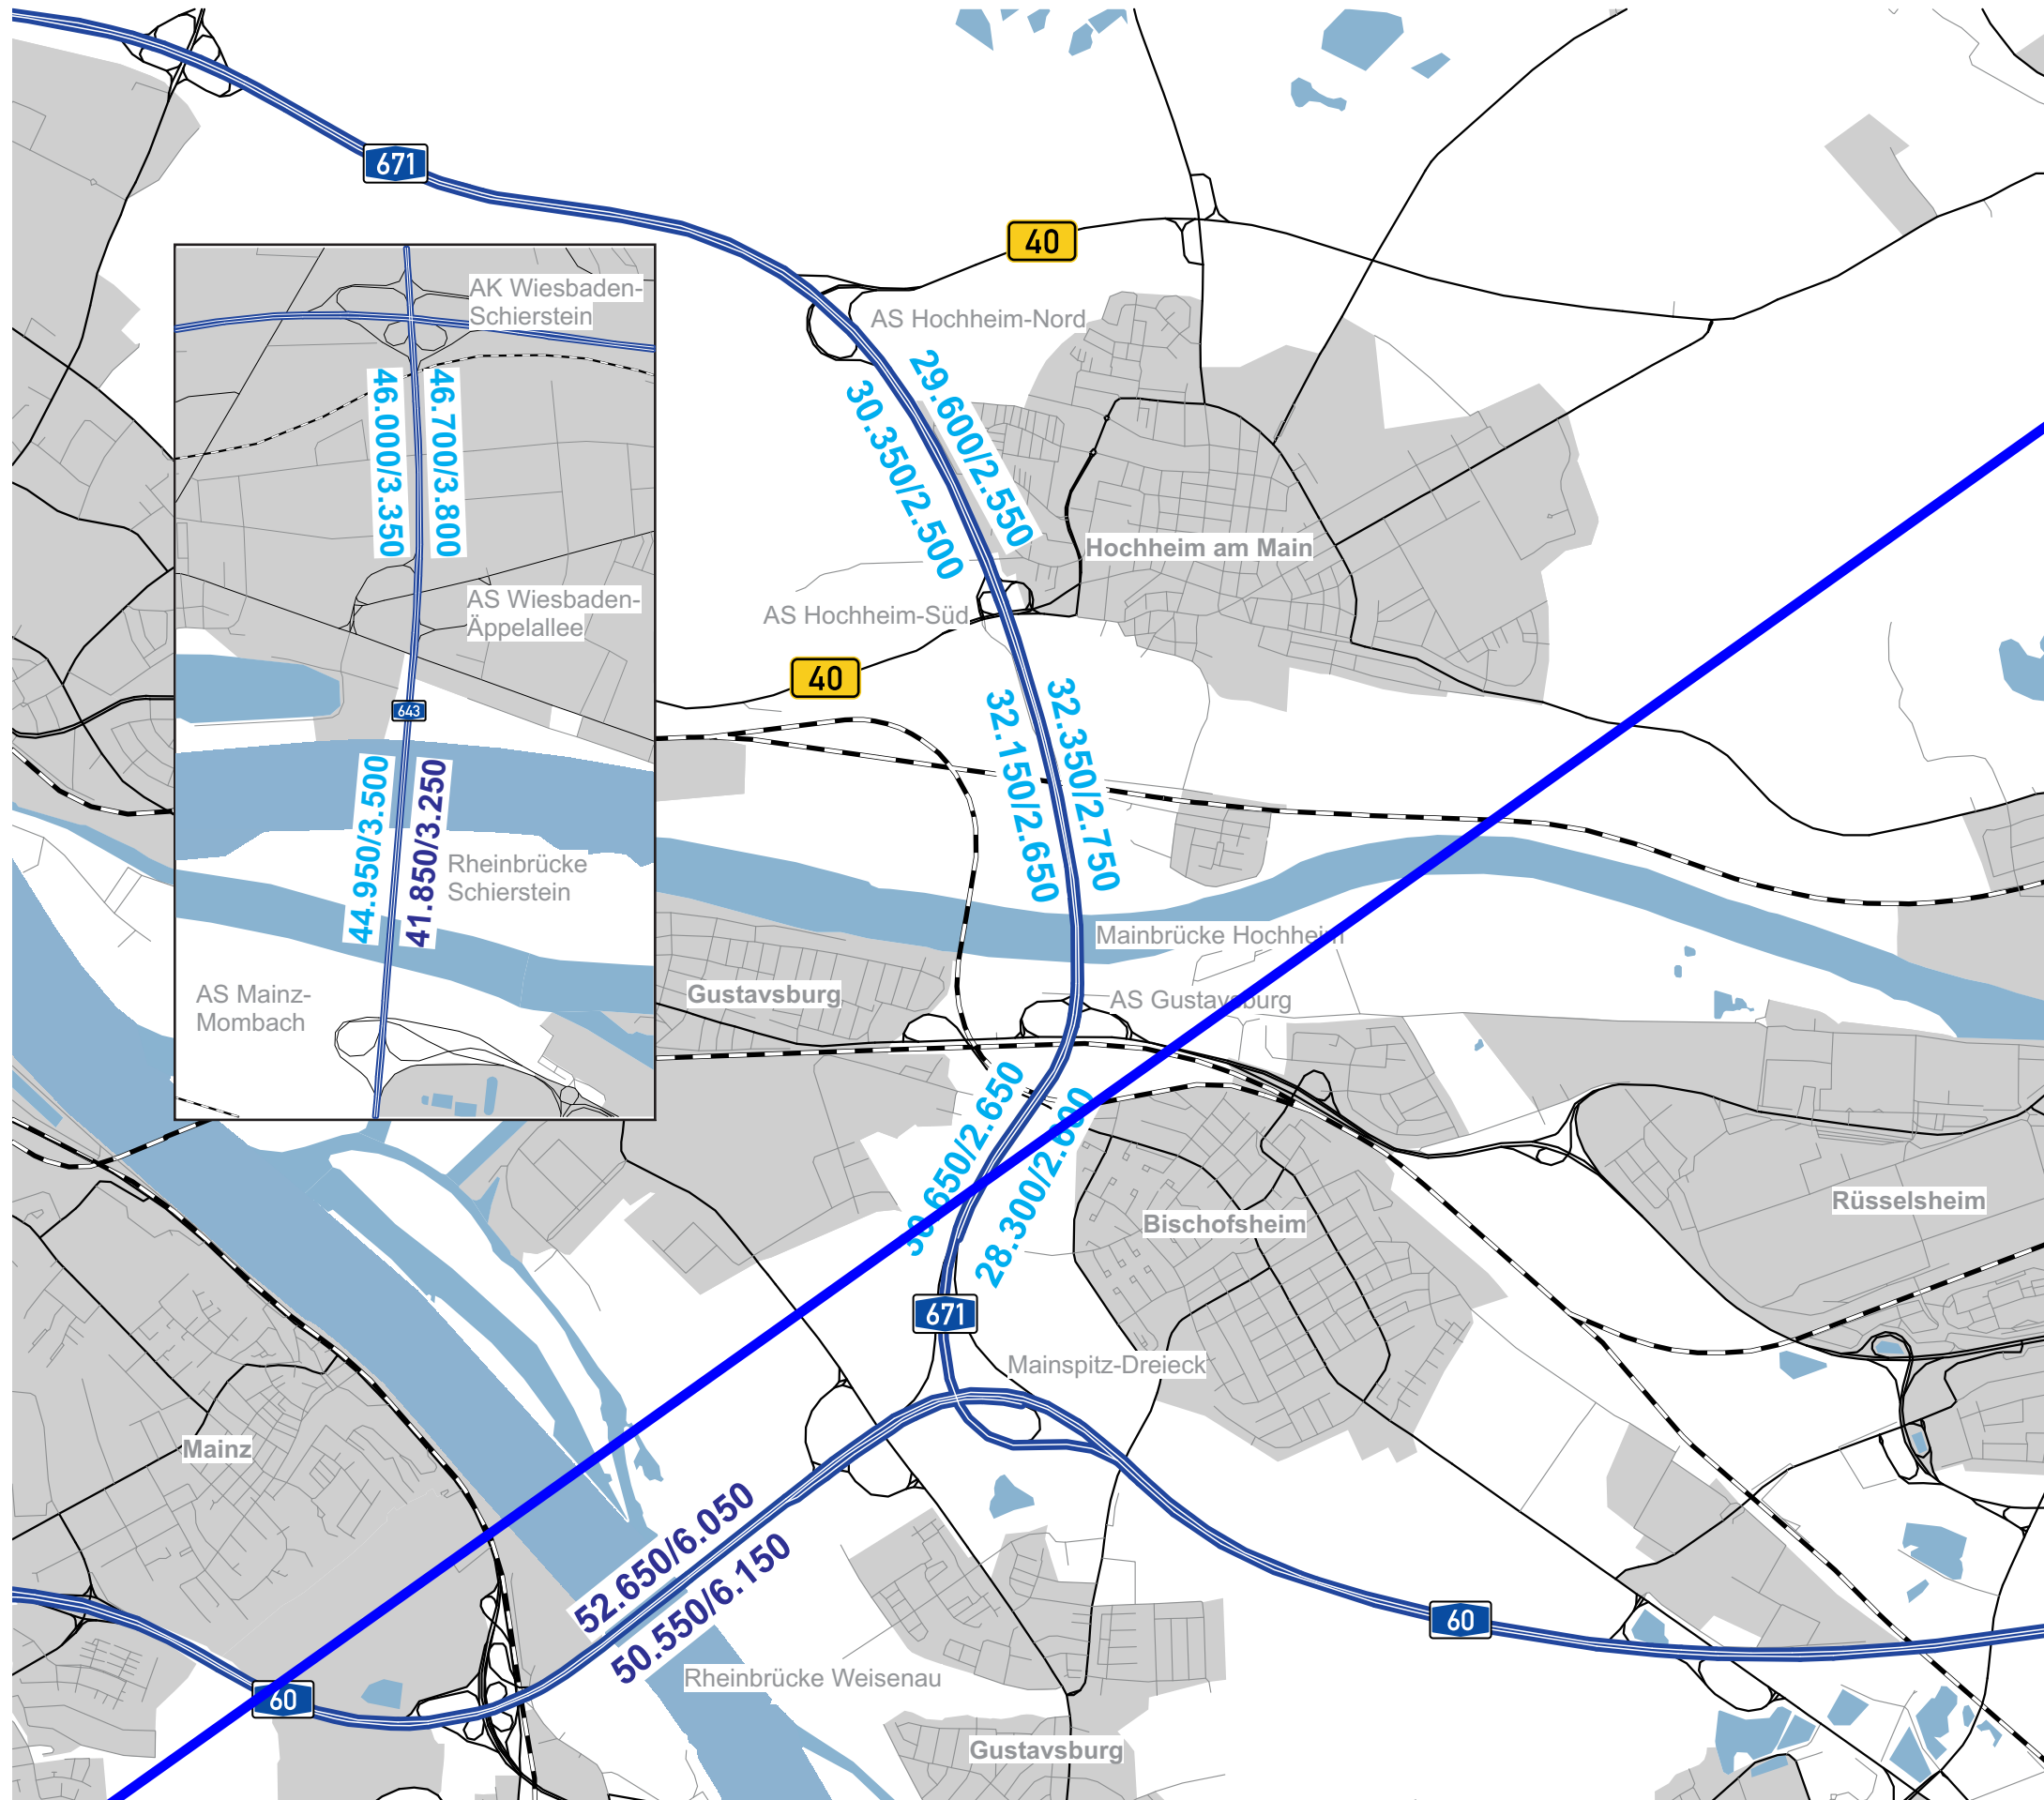 671
40
AS Hochheim-Nord
AK Wiesbaden-
Schierstein
46.000/3.350
46.700/3.800
30.350/2.500
29.600/2.550
Hochheim am Main
AS Wiesbaden-
Äppelallee
AS Hochheim-Süd
40
643
32.150/2.650
32.350/2.750
44.950/3.500
41.850/3.250
Rheinbrücke
Schierstein
Mainbrücke Hochheim
AS Mainz-
Mombach
Gustavsburg
AS Gustavsburg
28.300/2.600
Rüsselsheim
Bischofsheim
671
Mainspitz-Dreieck
Mainz
52.650/6.050
50.550/6.150
60
Rheinbrücke Weisenau
60
Gustavsburg